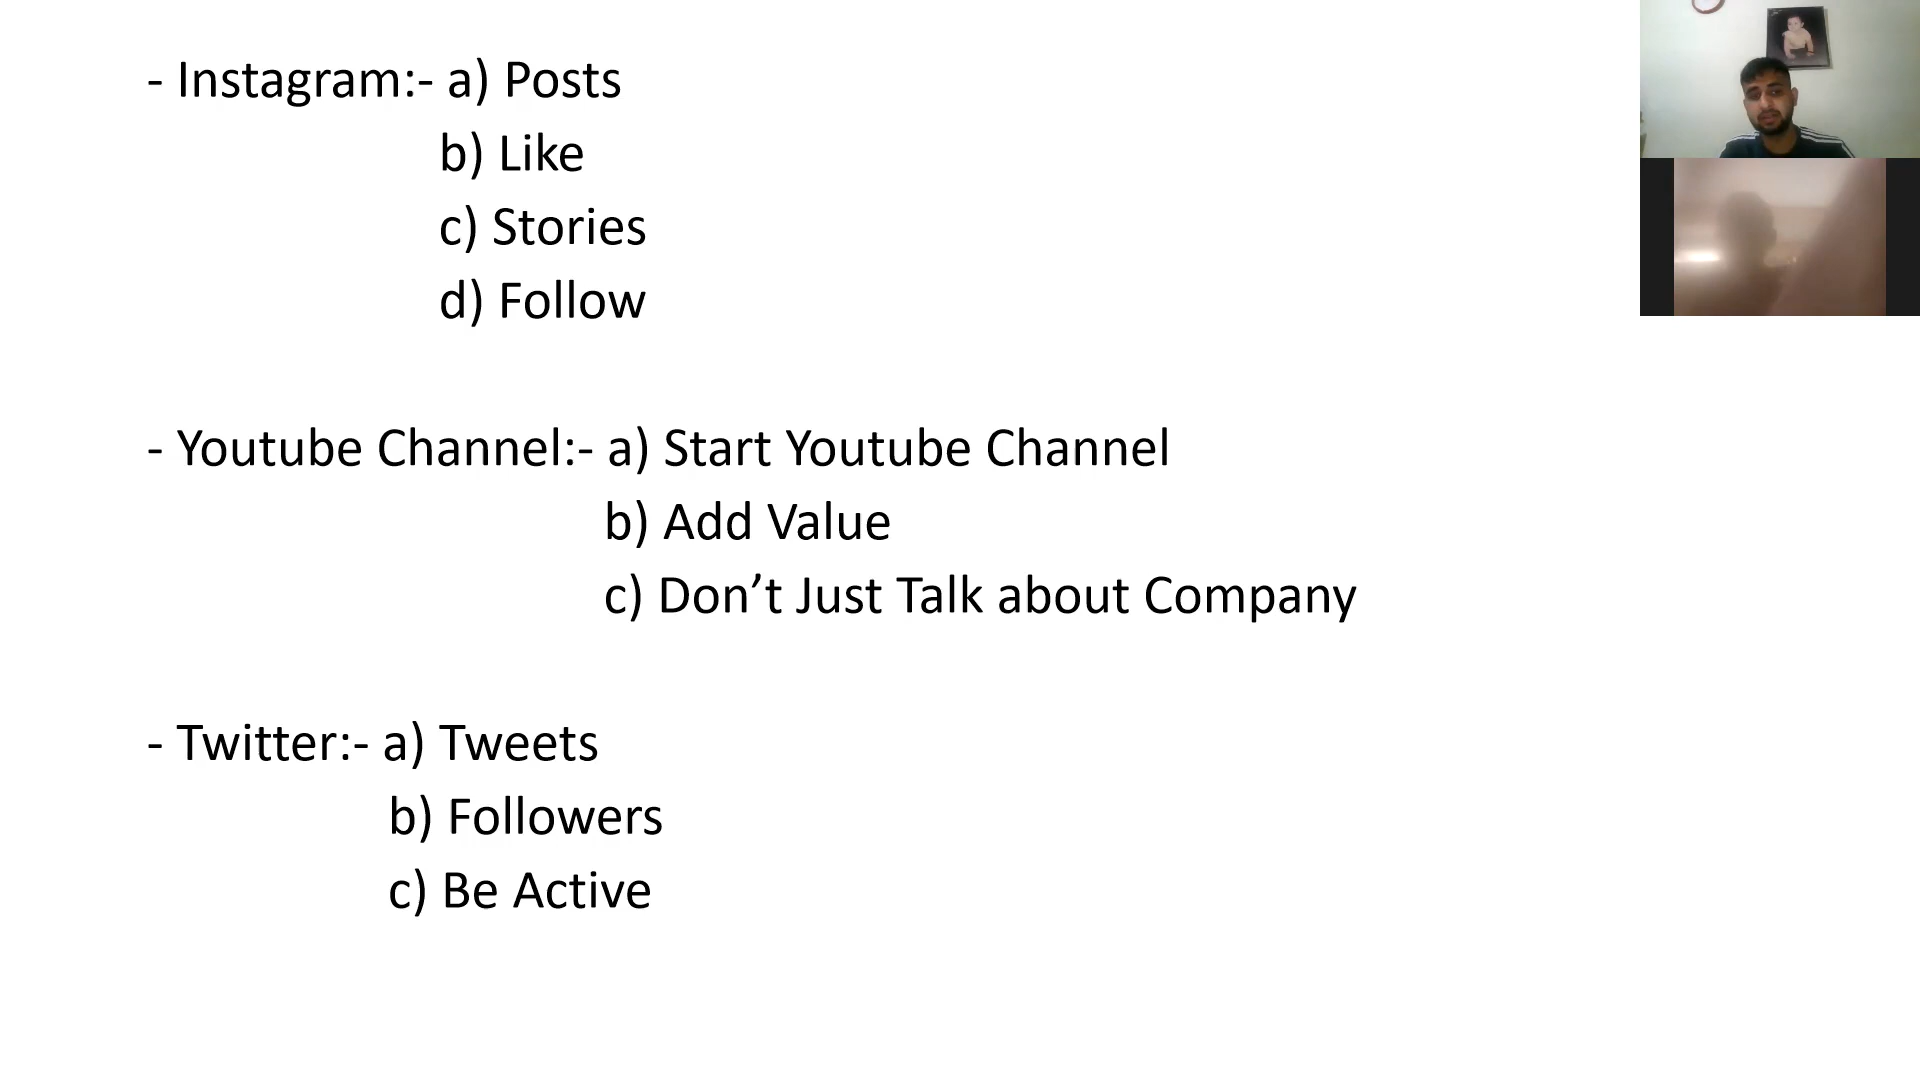 - Instagram:- a) Posts
b) Like
c) Stories
d) Follow
- Youtube Channel:- a) Start Youtube Channel
b) Add Value
c) Don’t Just Talk about Company
- Twitter:- a) Tweets
b) Followers
c) Be Active